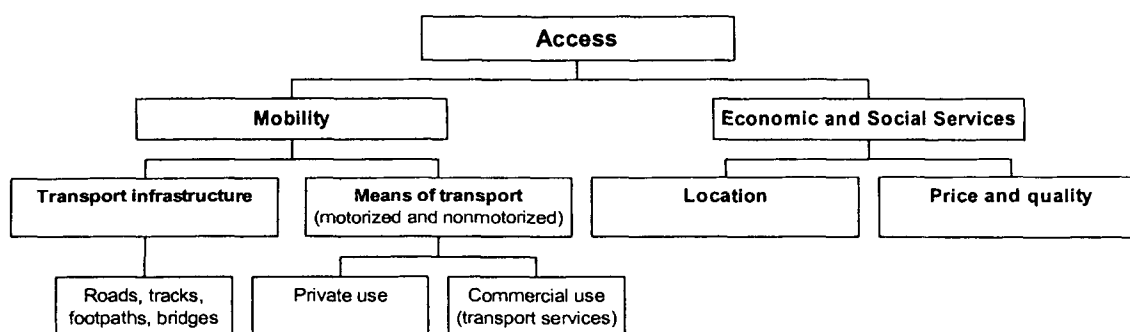 Access
Mobility
Economic and Social Services
Transport infrastructure
Means of transport
(motorized and nonmotorized)
Location
Price and quality
Roads, tracks,
footpaths, bridges
Private use
Commercial use
(transport services)